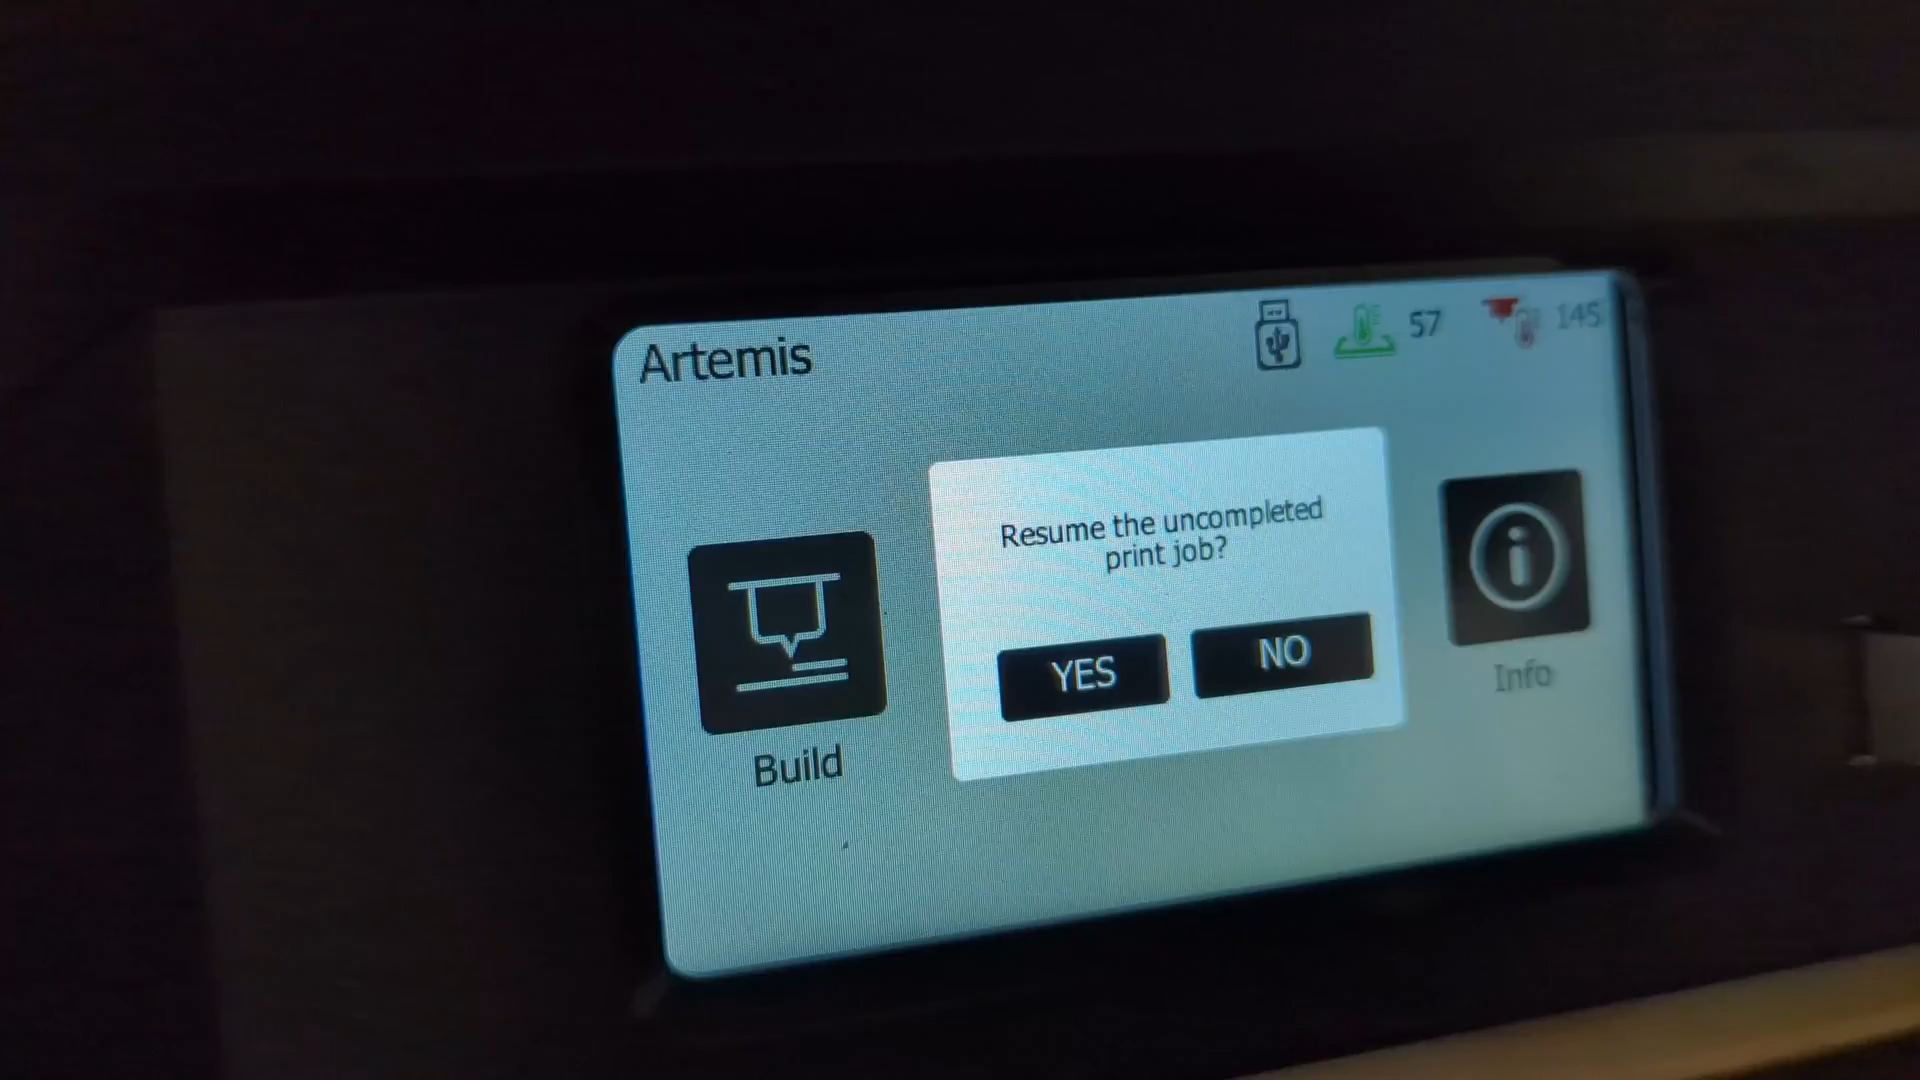 Artemis
57
145
Resume the uncompleted
print job?
YES
NO
Build
Info